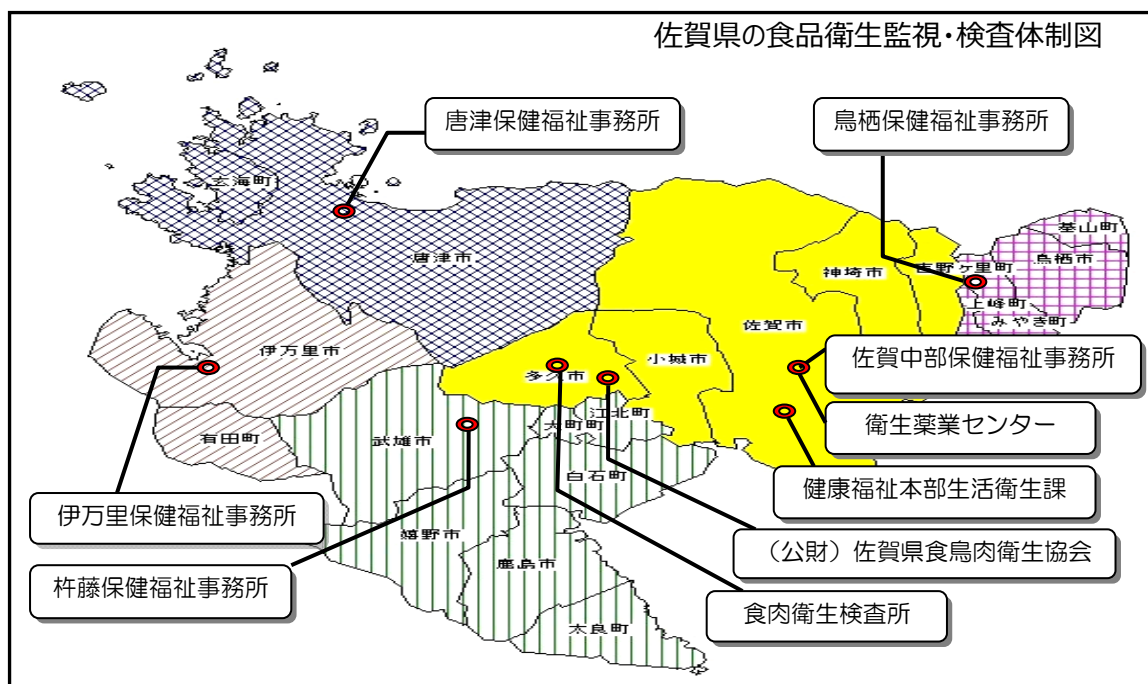 佐賀県の食品衛生監視・検査体制図
唐津保健福祉事務所
鳥栖保健福祉事務所
玄海町
基山町
鳥栖市
唐津市
神埼市
吉野ヶ里町
上峰町
みやき町
佐賀市
伊万里市
小城市
佐賀中部保健福祉事務所
多久市
江北町
大町町
衛生薬業センター
有田町
武雄市
白石町
健康福祉本部生活衛生課
伊万里保健福祉事務所
嬉野市
(公財)佐賀県食鳥肉衛生協会
鹿島市
杵藤保健福祉事務所
食肉衛生検査所
太良町